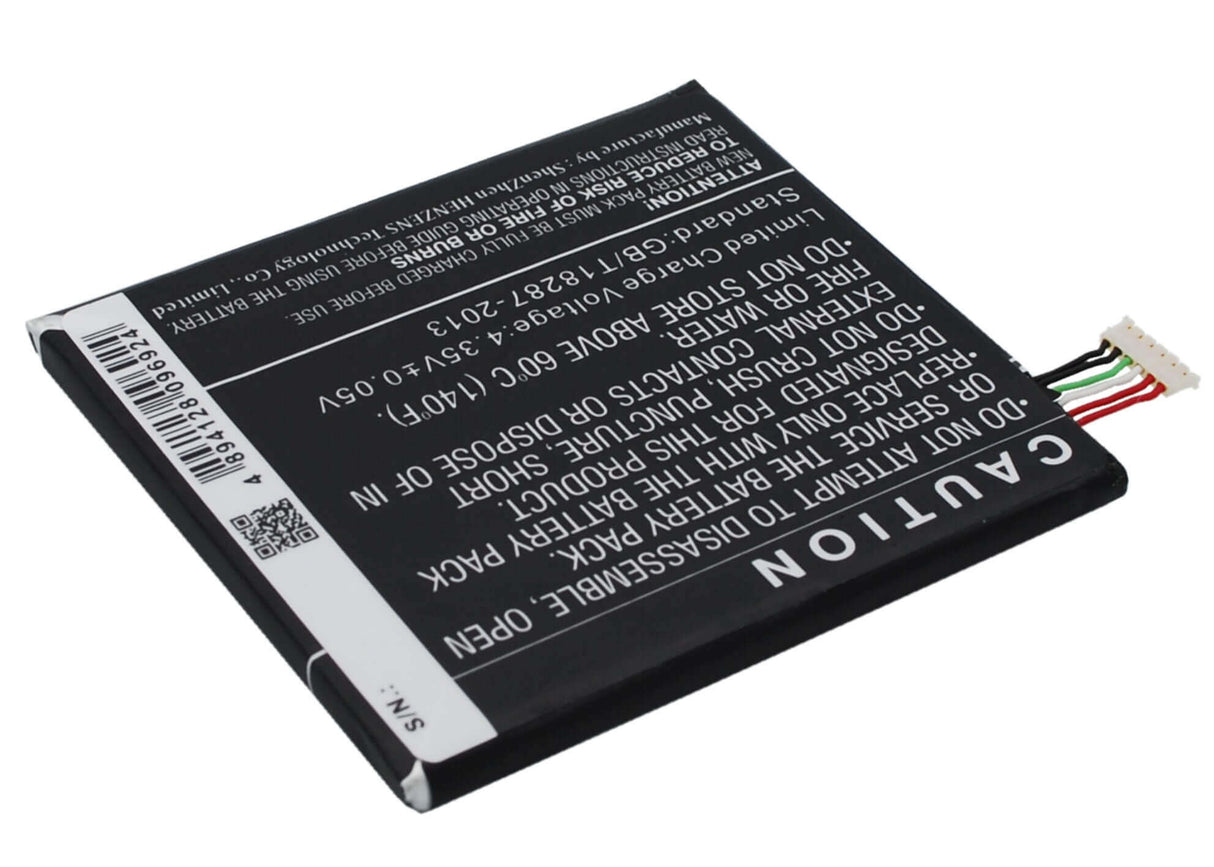 CAUTION
·DO NOT ATTEMPT TO DISASSEMBLE, OPEN
OR SERVICE THE BATTERY PACK.
·REPLACE ONLY WITH THE BATTERY PACK
DESIGNATED FOR THIS PRODUCT.
·DO NOT CRUSH, PUNCTURE, SHORT
EXTERNAL CONTACTS OR DISPOSE OF IN
FIRE OR WATER.
·DO NOT STORE ABOVE 60°C (140°F).
Limited Charge Voltage:4.35V±0.05V
Standard:GB/T18287-2013
ATTENTION!
NEW BATTERY PACK MUST BE FULLY CHARGED BEFORE USE.
TO REDUCE RISK OF FIRE OR BURNS
READ INSTRUCTIONS IN OPERATING GUIDE BEFORE USING THE BATTERY.
Manufacture by: ShenZhen HENZENS Technology Co., Limited
S/N.:
4 894128 096924